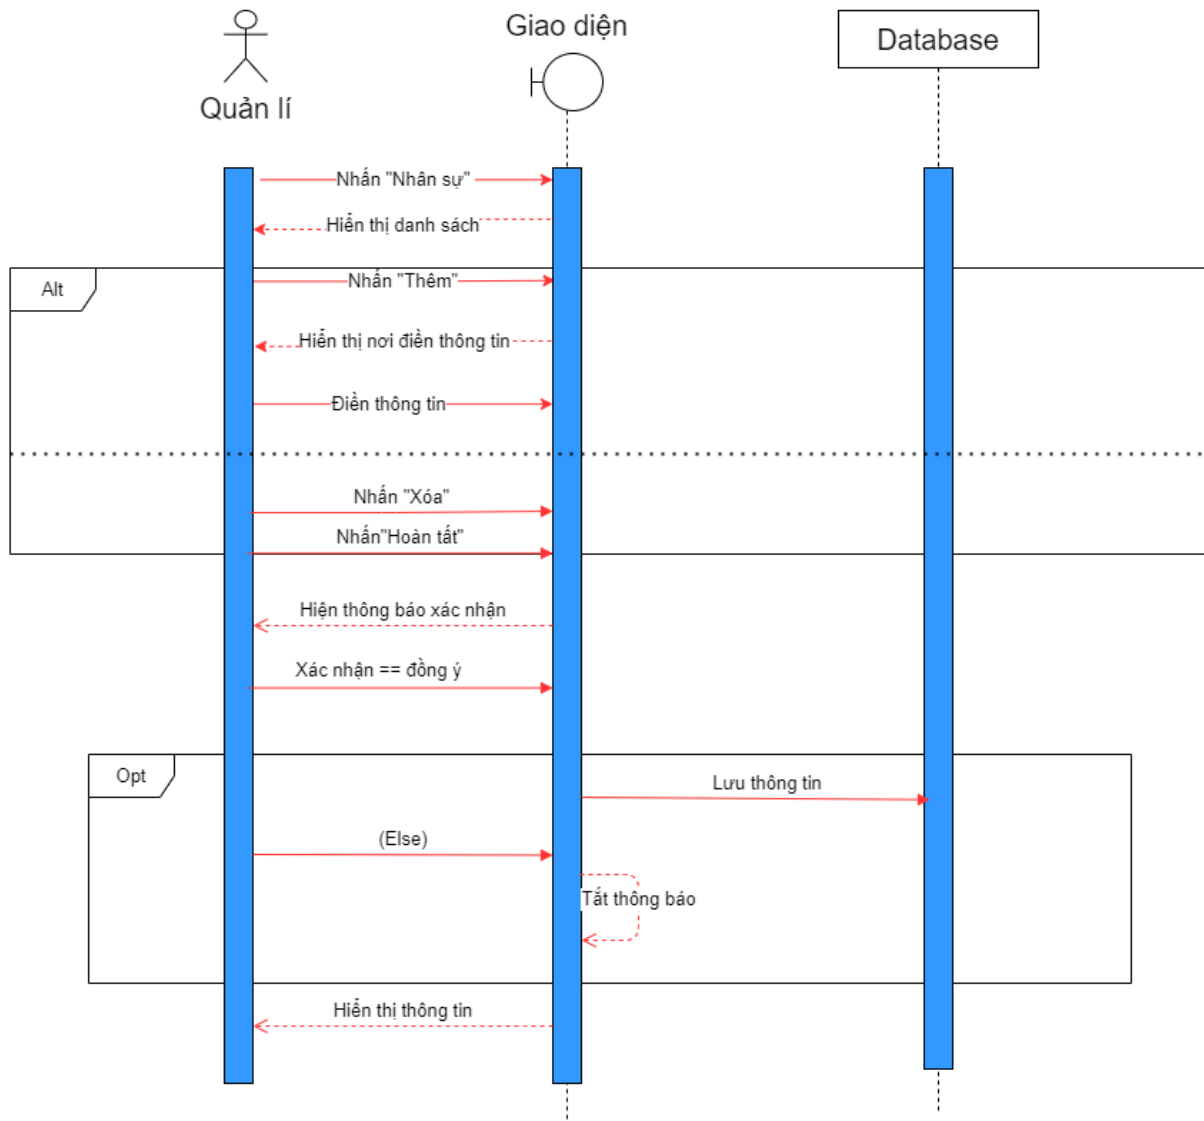 Giao diện
Database
Quản lí
Nhấn "Nhân sự"
Hiển thị danh sách
Alt
Nhấn "Thêm"
Hiển thị nơi điền thông tin
Điền thông tin
Nhấn "Xóa"
Nhấn"Hoàn tất"
Hiện thông báo xác nhận
Xác nhận == đồng ý
Opt
Lưu thông tin
(Else)
Tắt thông báo
Hiển thị thông tin